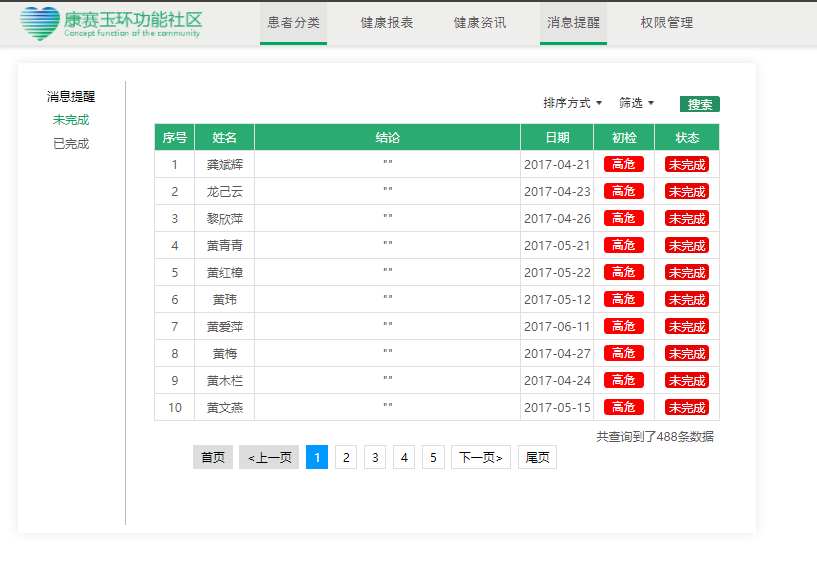 康赛玉环功能社区
Concept function of the community
患者分类 健康报表 健康资讯 消息提醒 权限管理
消息提醒
未完成
已完成
排序方式 筛选 搜索
序号 姓名 结论 日期 初检 状态
1 龚斌辉 "" 2017-04-21 高危 未完成
2 龙己云 "" 2017-04-23 高危 未完成
3 黎欣萍 "" 2017-04-26 高危 未完成
4 黄青青 "" 2017-05-21 高危 未完成
5 黄红樟 "" 2017-05-22 高危 未完成
6 黄玮 "" 2017-05-12 高危 未完成
7 黄爱萍 "" 2017-06-11 高危 未完成
8 黄梅 "" 2017-04-27 高危 未完成
9 黄木栏 "" 2017-04-24 高危 未完成
10 黄文燕 "" 2017-05-15 高危 未完成
共查询到了488条数据
首页 <上一页 1 2 3 4 5 下一页> 尾页